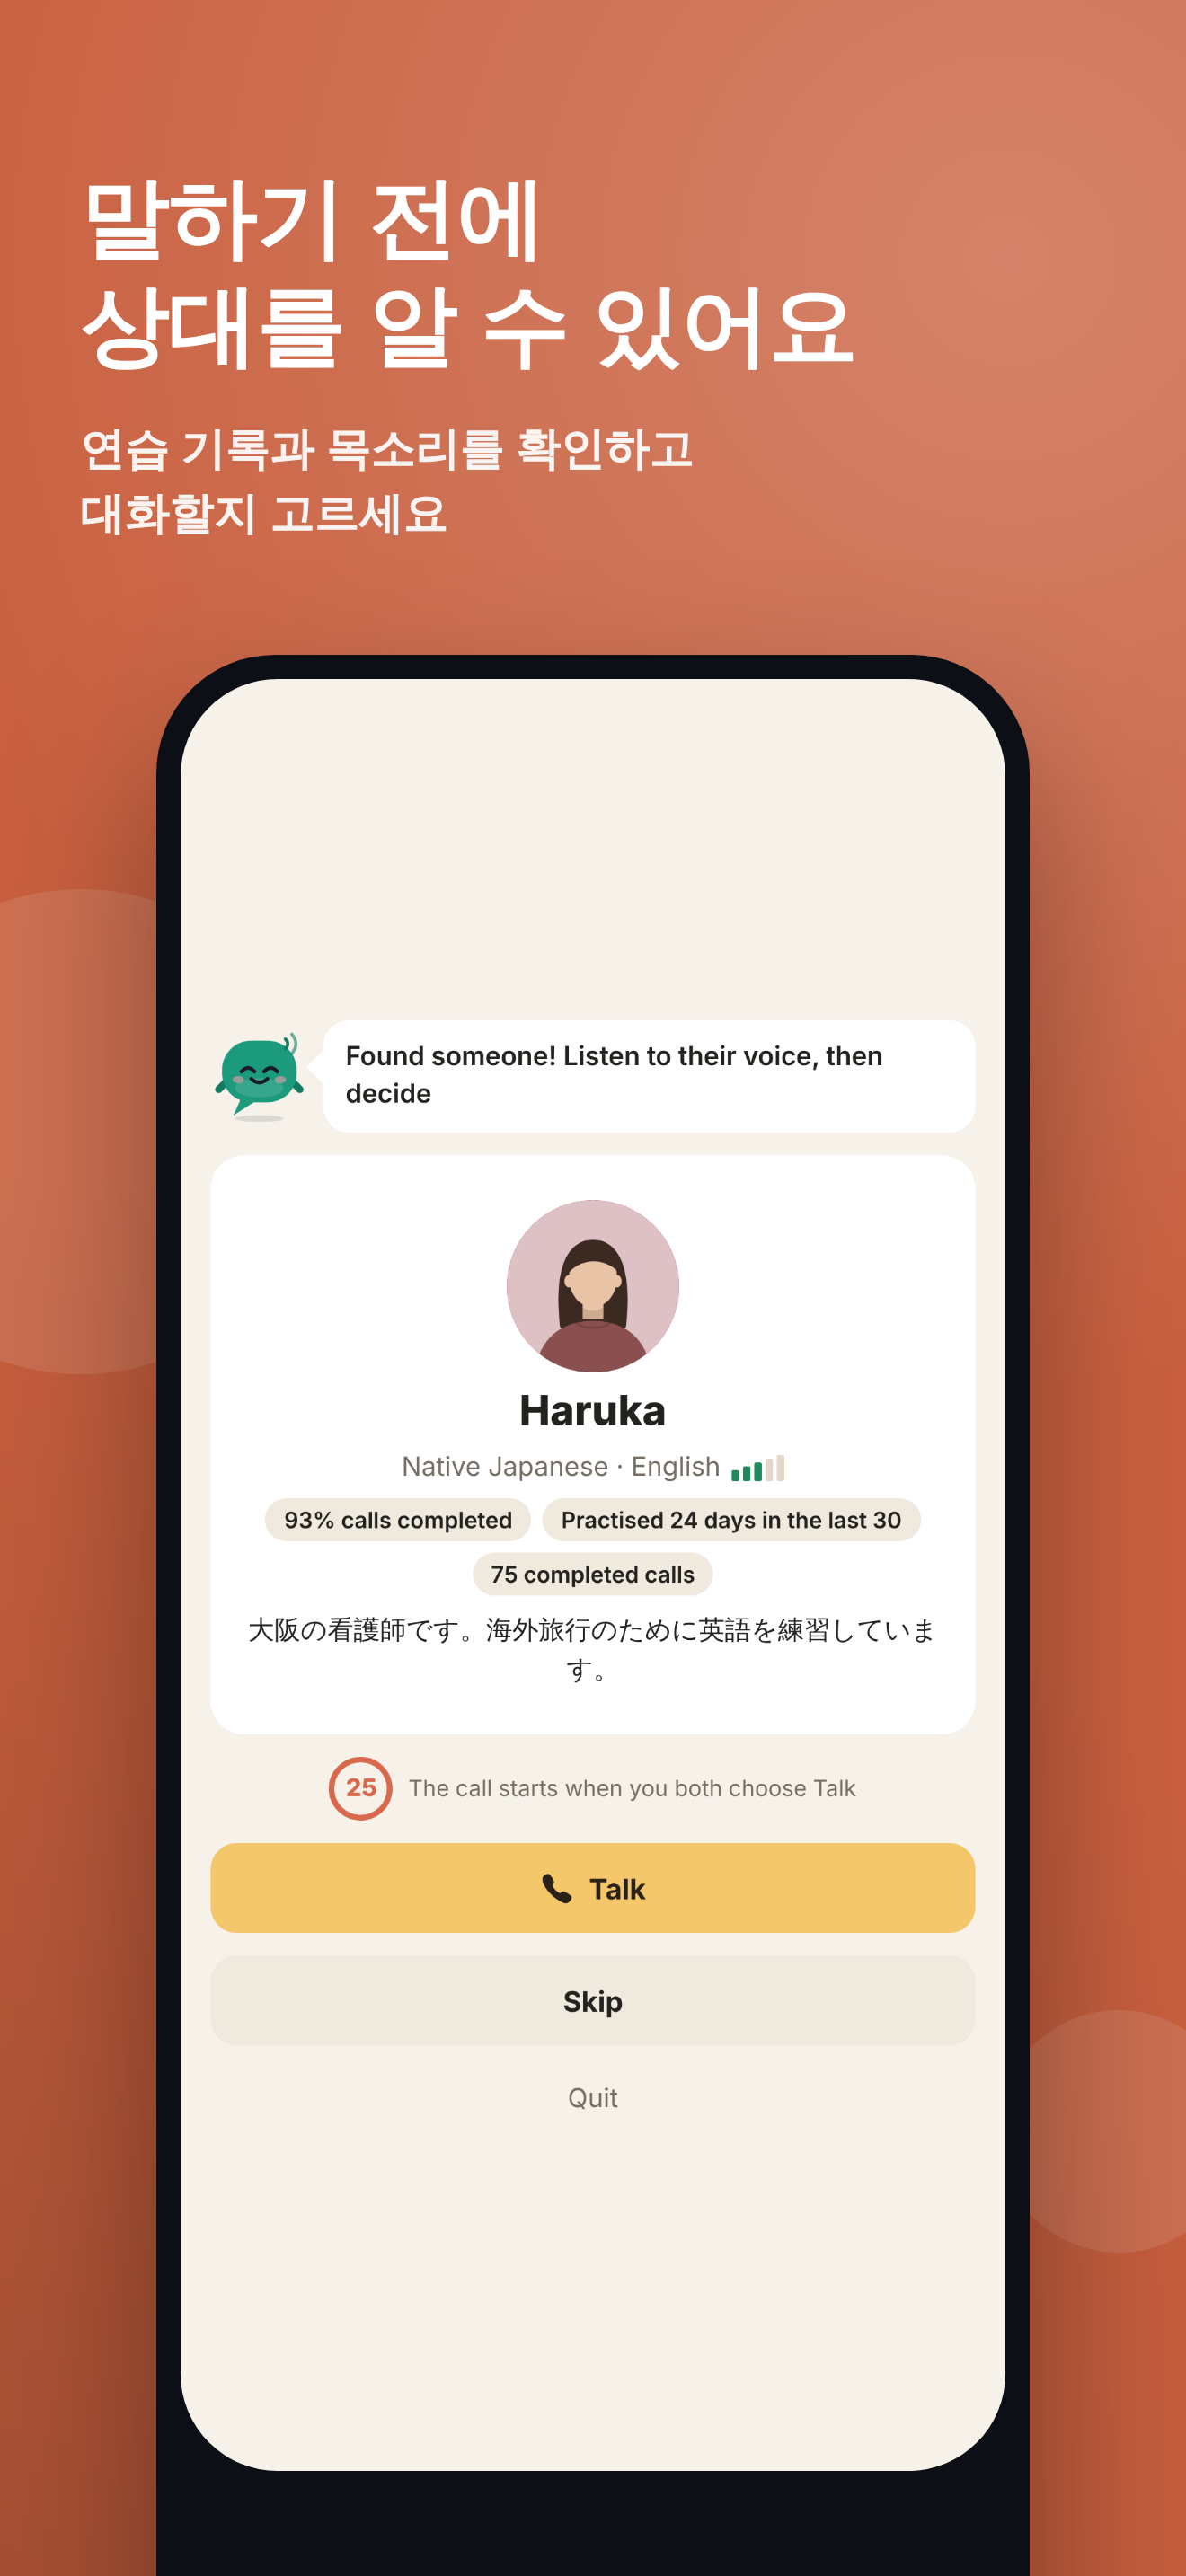 말하기 전에
상대를 알 수 있어요
연습 기록과 목소리를 확인하고
대화할지 고르세요
Found someone! Listen to their voice, then
decide
Haruka
Native Japanese · English
93% calls completed
Practised 24 days in the last 30
75 completed calls
大阪の看護師です。海外旅行のために英語を練習していま
す。
25
The call starts when you both choose Talk
Talk
Skip
Quit